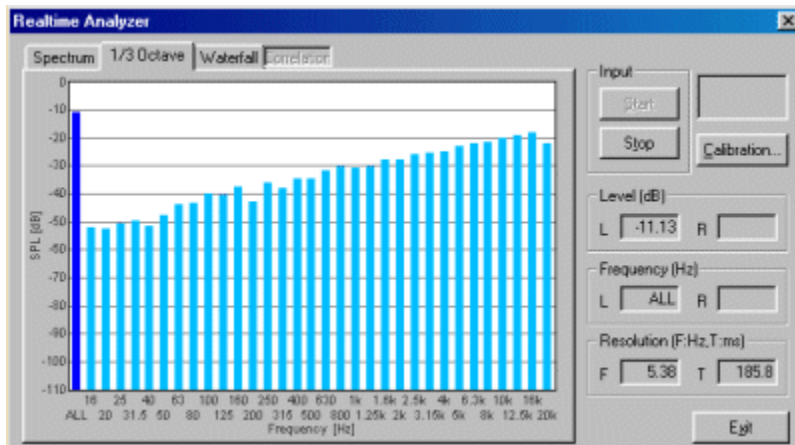 Realtime Analyzer
Spectrum 1/3 Octave Waterfall Correlation
0
-10
-20
-30
-40
-50
-60
-70
-80
-90
-100
-110
SPL [dB]
16 25 40 63 100 160 250 400 630 1k 1.6k 2.5k 4k 6.3k 10k 16k
ALL 20 31.5 50 80 125 200 315 500 800 1.25k 2k 3.15k 5k 8k 12.5k 20k
Frequency [Hz]
Input
Start
Stop
Calibration...
Level (dB)
L -11.13 R
Frequency (Hz)
L ALL R
Resolution (F:Hz,T:ms)
F 5.38 T 185.8
Exit